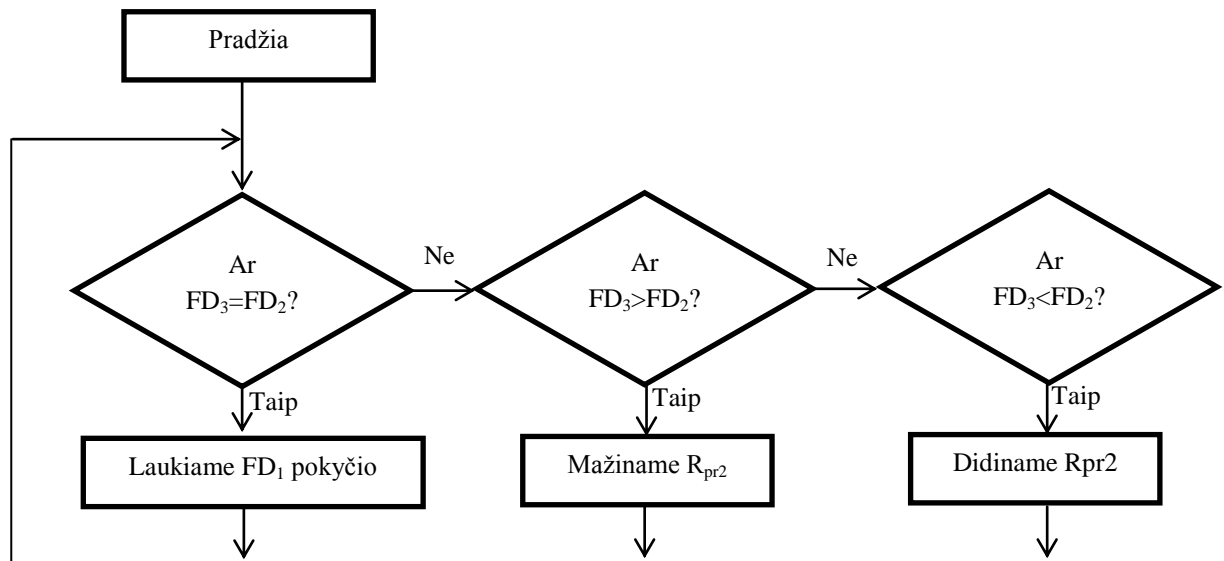 Pradžia
Ar
FD₃=FD₂?
Ne
Ar
FD₃>FD₂?
Ne
Ar
FD₃<FD₂?
Taip
Taip
Taip
Laukiame FD₁ pokyčio
Mažiname Rₚᵣ₂
Didiname Rpr2